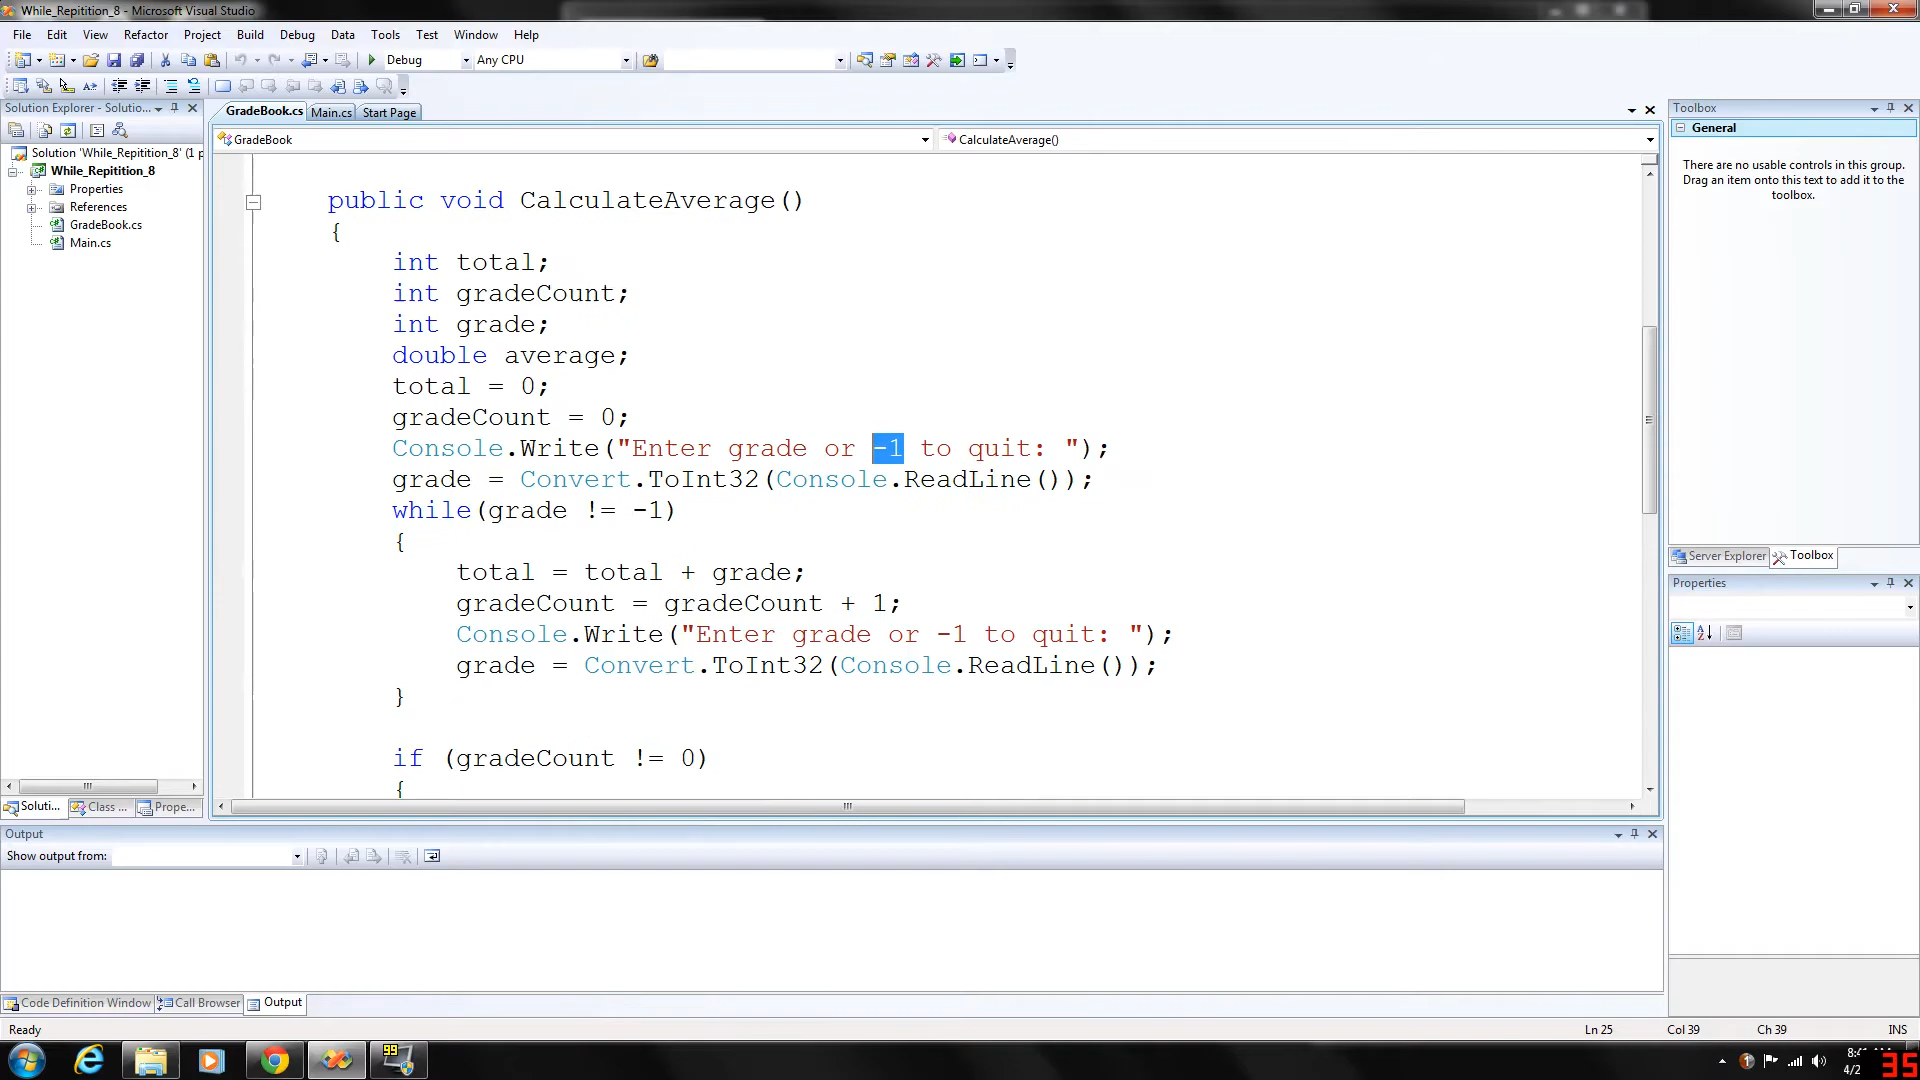 While_Repitition_8 - Microsoft Visual Studio
File Edit View Refactor Project Build Debug Data Tools Test Window Help
Debug Any CPU
Solution Explorer - Solutio...
GradeBook.cs Main.cs Start Page
Toolbox
General
GradeBook CalculateAverage()
Solution 'While_Repitition_8' (1 p
While_Repitition_8
Properties
References
GradeBook.cs
Main.cs
There are no usable controls in this group.
Drag an item onto this text to add it to the
toolbox.
public void CalculateAverage()
{
int total;
int gradeCount;
int grade;
double average;
total = 0;
gradeCount = 0;
Console.Write("Enter grade or -1 to quit: ");
grade = Convert.ToInt32(Console.ReadLine());
while(grade != -1)
{
total = total + grade;
gradeCount = gradeCount + 1;
Console.Write("Enter grade or -1 to quit: ");
grade = Convert.ToInt32(Console.ReadLine());
}
if (gradeCount != 0)
{
Server Explorer Toolbox
Properties
Soluti... Class ... Prope...
Output
Show output from:
Code Definition Window Call Browser Output
Ready Ln 25 Col 39 Ch 39 INS
99
4/2
35